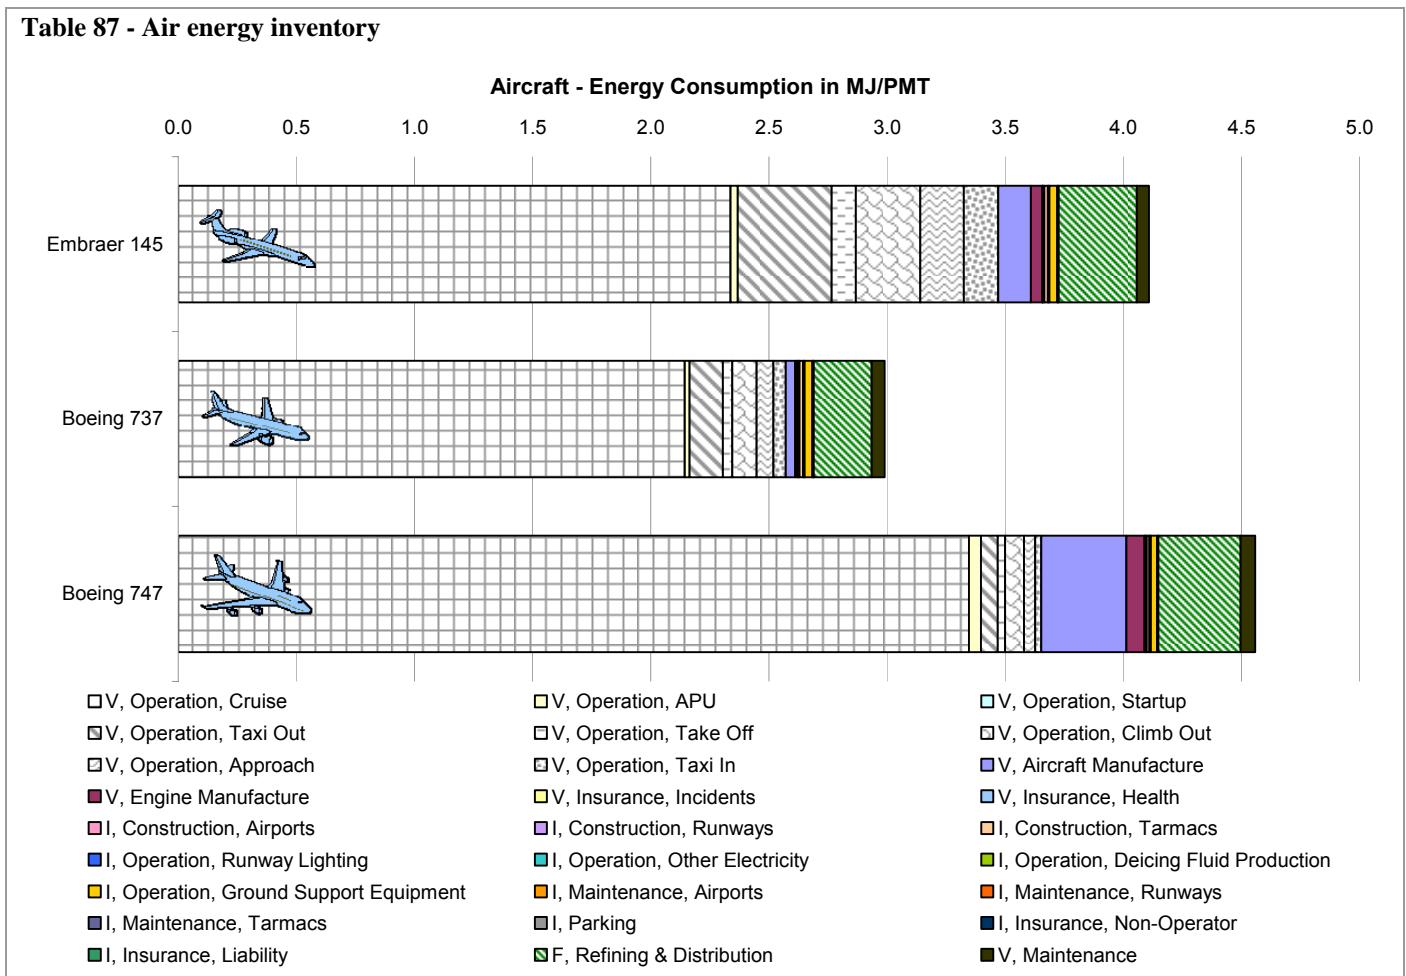 Table 87 - Air energy inventory
Aircraft - Energy Consumption in MJ/PMT
0.0 0.5 1.0 1.5 2.0 2.5 3.0 3.5 4.0 4.5 5.0
Embraer 145
Boeing 737
Boeing 747
V, Operation, Cruise V, Operation, APU V, Operation, Startup
V, Operation, Taxi Out V, Operation, Take Off V, Operation, Climb Out
V, Operation, Approach V, Operation, Taxi In V, Aircraft Manufacture
V, Engine Manufacture V, Insurance, Incidents V, Insurance, Health
I, Construction, Airports I, Construction, Runways I, Construction, Tarmacs
I, Operation, Runway Lighting I, Operation, Other Electricity I, Operation, Deicing Fluid Production
I, Operation, Ground Support Equipment I, Maintenance, Airports I, Maintenance, Runways
I, Maintenance, Tarmacs I, Parking I, Insurance, Non-Operator
I, Insurance, Liability F, Refining & Distribution V, Maintenance